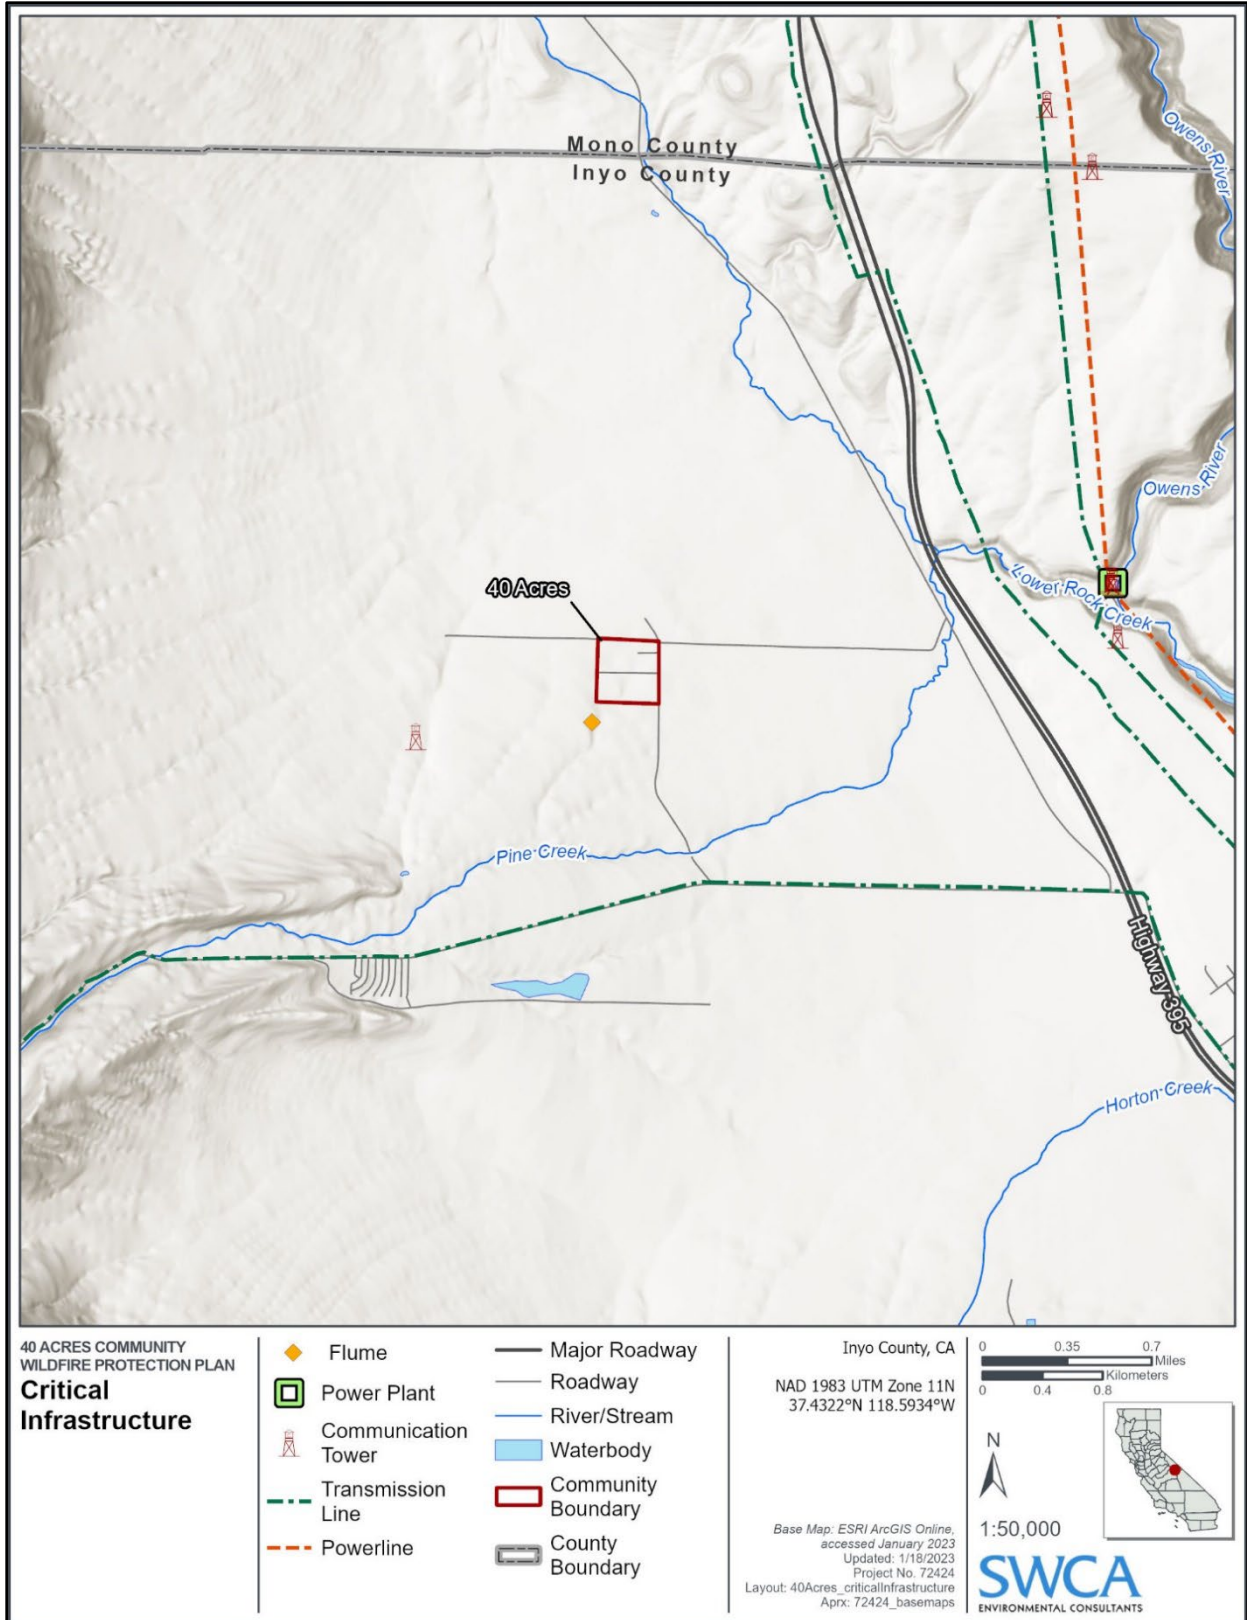 Mono County
Inyo County
Owens River
Owens River
Lower Rock Creek
40 Acres
Pine Creek
Highway 395
Horton Creek
40 ACRES COMMUNITY
WILDFIRE PROTECTION PLAN
Critical
Infrastructure
Flume
Power Plant
Communication
Tower
Transmission
Line
Powerline
Major Roadway
Roadway
River/Stream
Waterbody
Community
Boundary
County
Boundary
Inyo County, CA
NAD 1983 UTM Zone 11N
37.4322°N 118.5934°W
Base Map: ESRI ArcGIS Online,
accessed January 2023
Updated: 1/18/2023
Project No. 72424
Layout: 40Acres_criticalInfrastructure
Aprx: 72424_basemaps
0 0.35 0.7
Miles
Kilometers
0 0.4 0.8
N
1:50,000
SWCA
ENVIRONMENTAL CONSULTANTS